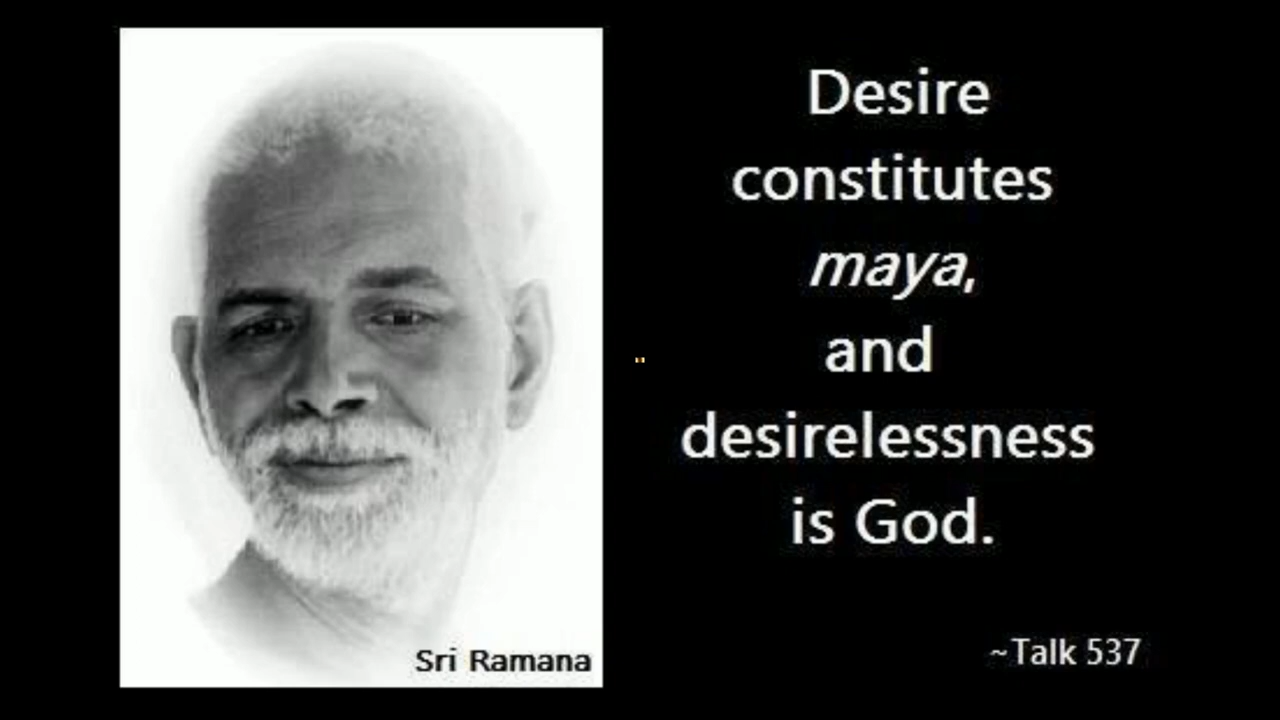 Desire
constitutes
maya,
and
desirelessness
is God.
~Talk 537
Sri Ramana